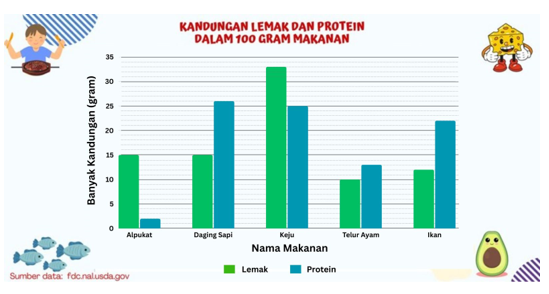 KANDUNGAN LEMAK DAN PROTEIN
DALAM 100 GRAM MAKANAN
Banyak Kandungan (gram)
35
30
25
20
15
10
5
0
Alpukat Daging Sapi Keju Telur Ayam Ikan
Nama Makanan
Lemak Protein
Sumber data: fdc.nal.usda.gov